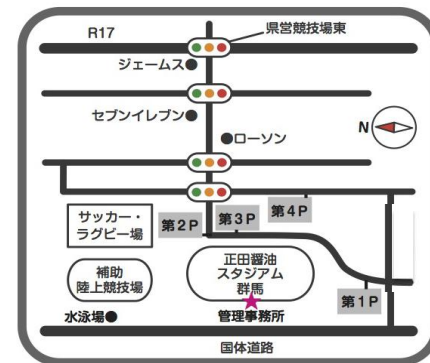 R17
県営競技場東
ジェームス
セブンイレブン
ローソン
N
第2P
第3P
第4P
サッカー・
ラグビー場
正田醤油
スタジアム
群馬
補助
陸上競技場
第1P
水泳場
管理事務所
国体道路